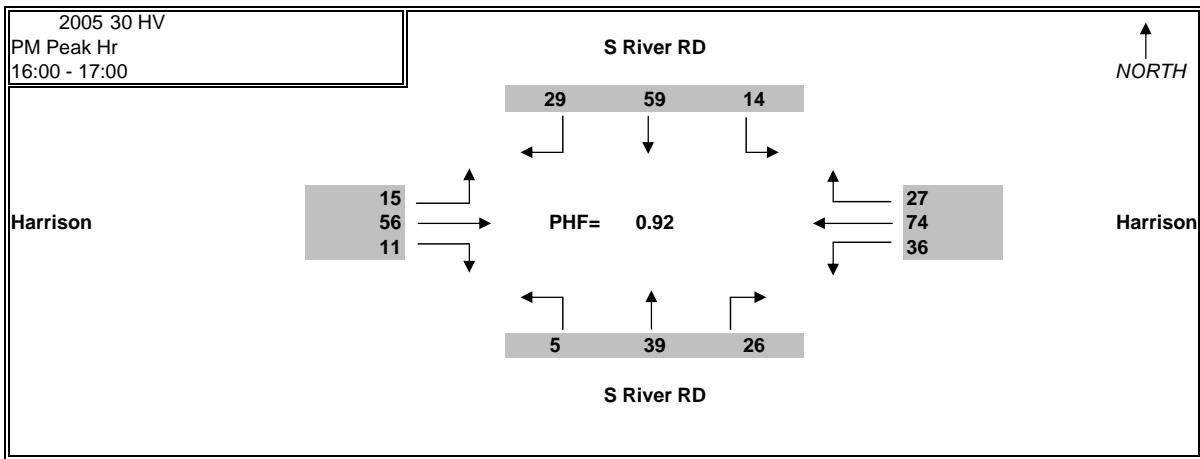 2005 30 HV
PM Peak Hr
16:00 - 17:00
S River RD
NORTH
29 59 14
15 27
Harrison 56 PHF= 0.92 74 Harrison
11 36
5 39 26
S River RD